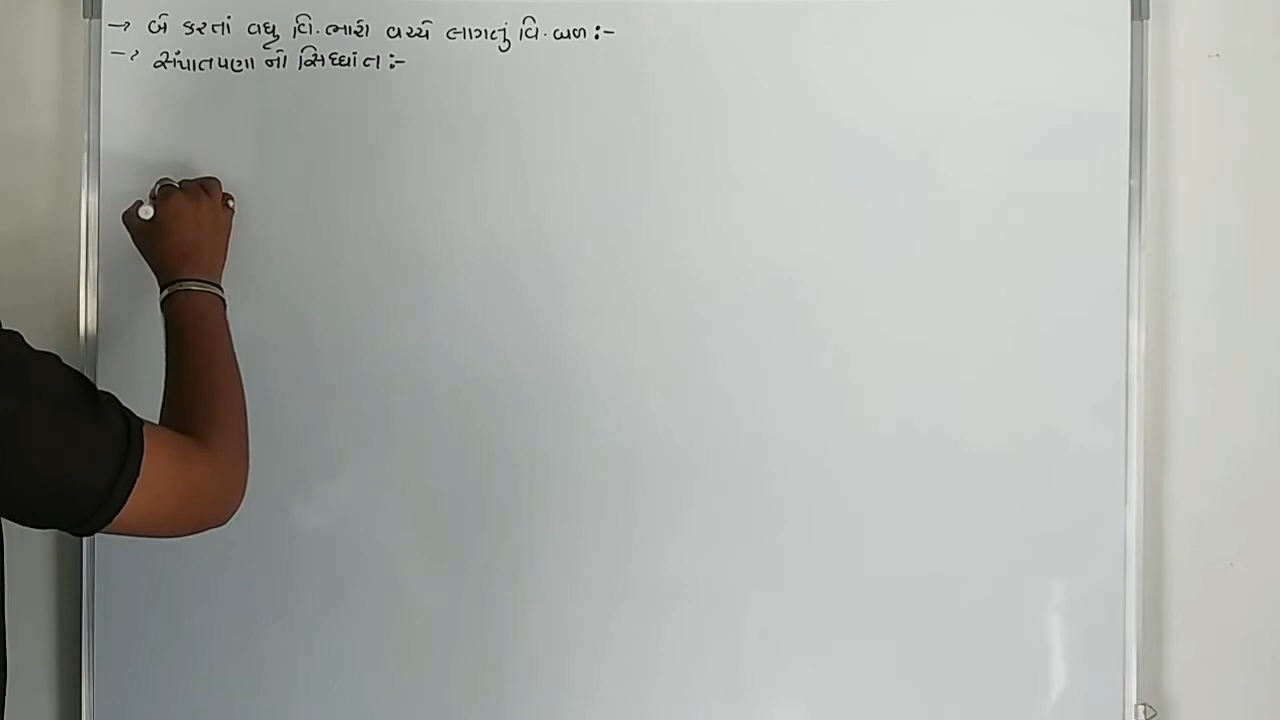 → બે કરતાં વધુ વિ.ભારો વચ્ચે લાગતું વિ.બળ :-
→ સંપાતપણા નો સિધ્ધાંત :-